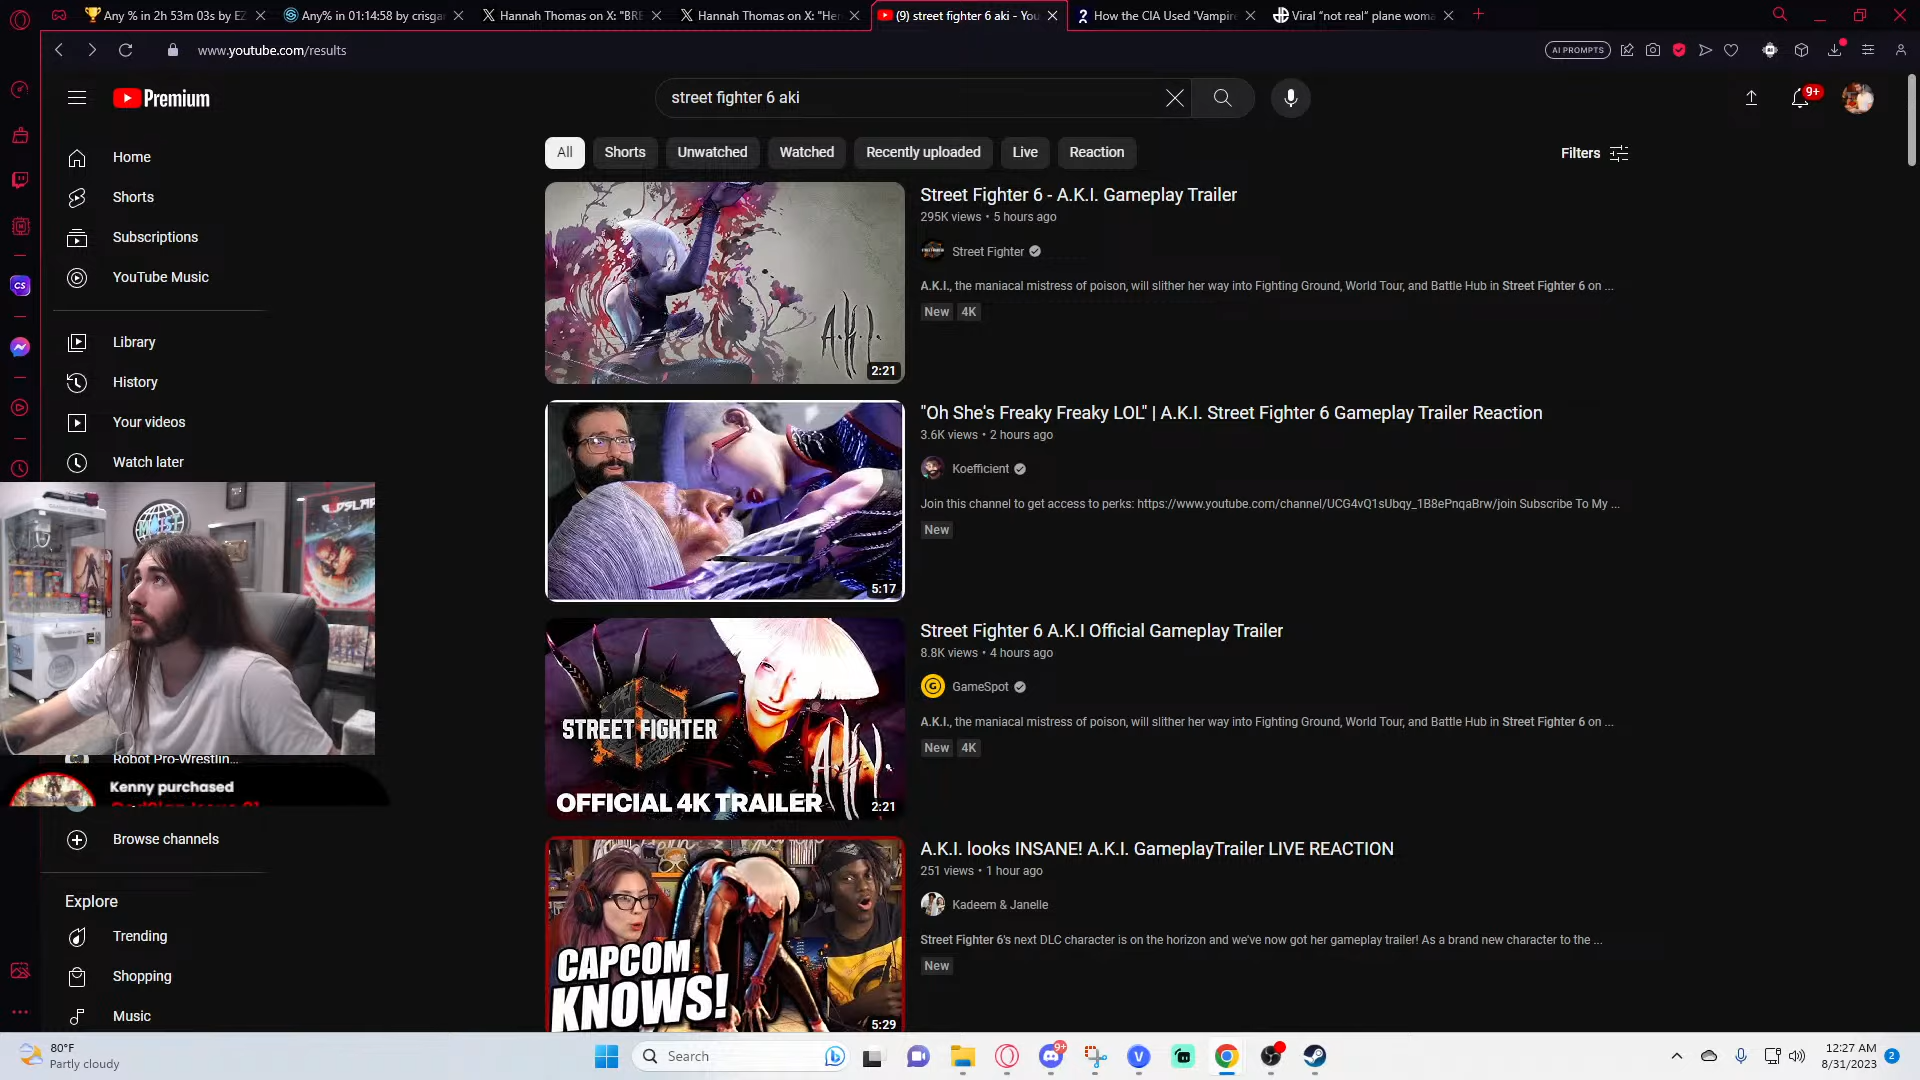 Any % in 2h 53m 03s by EZ
Any% in 01:14:58 by crisgar
Hannah Thomas on X: "BRE
Hannah Thomas on X: "Her
(9) street fighter 6 aki - You
How the CIA Used 'Vampire
Viral “not real” plane woma
www.youtube.com/results
AI PROMPTS
Premium
street fighter 6 aki
9+
All
Shorts
Unwatched
Watched
Recently uploaded
Live
Reaction
Filters
Home
Shorts
Subscriptions
YouTube Music
Library
History
Your videos
Watch later
Robot Pro-Wrestlin...
Kenny purchased
Browse channels
Explore
Trending
Shopping
Music
CS
MOIST
A.K.I.
2:21
Street Fighter 6 - A.K.I. Gameplay Trailer
295K views • 5 hours ago
Street Fighter
A.K.I., the maniacal mistress of poison, will slither her way into Fighting Ground, World Tour, and Battle Hub in Street Fighter 6 on ...
New 4K
5:17
"Oh She's Freaky Freaky LOL" | A.K.I. Street Fighter 6 Gameplay Trailer Reaction
3.6K views • 2 hours ago
Koefficient
Join this channel to get access to perks: https://www.youtube.com/channel/UCG4vQ1sUbqy_1B8ePnqaBrw/join Subscribe To My ...
New
STREET FIGHTER
A.K.I.
OFFICIAL 4K TRAILER
2:21
Street Fighter 6 A.K.I Official Gameplay Trailer
8.8K views • 4 hours ago
G
GameSpot
A.K.I., the maniacal mistress of poison, will slither her way into Fighting Ground, World Tour, and Battle Hub in Street Fighter 6 on ...
New 4K
CAPCOM
KNOWS!
5:29
A.K.I. looks INSANE! A.K.I. GameplayTrailer LIVE REACTION
251 views • 1 hour ago
Kadeem & Janelle
Street Fighter 6's next DLC character is on the horizon and we've now got her gameplay trailer! As a brand new character to the ...
New
80°F
Partly cloudy
Search
9+
V
12:27 AM
8/31/2023
2